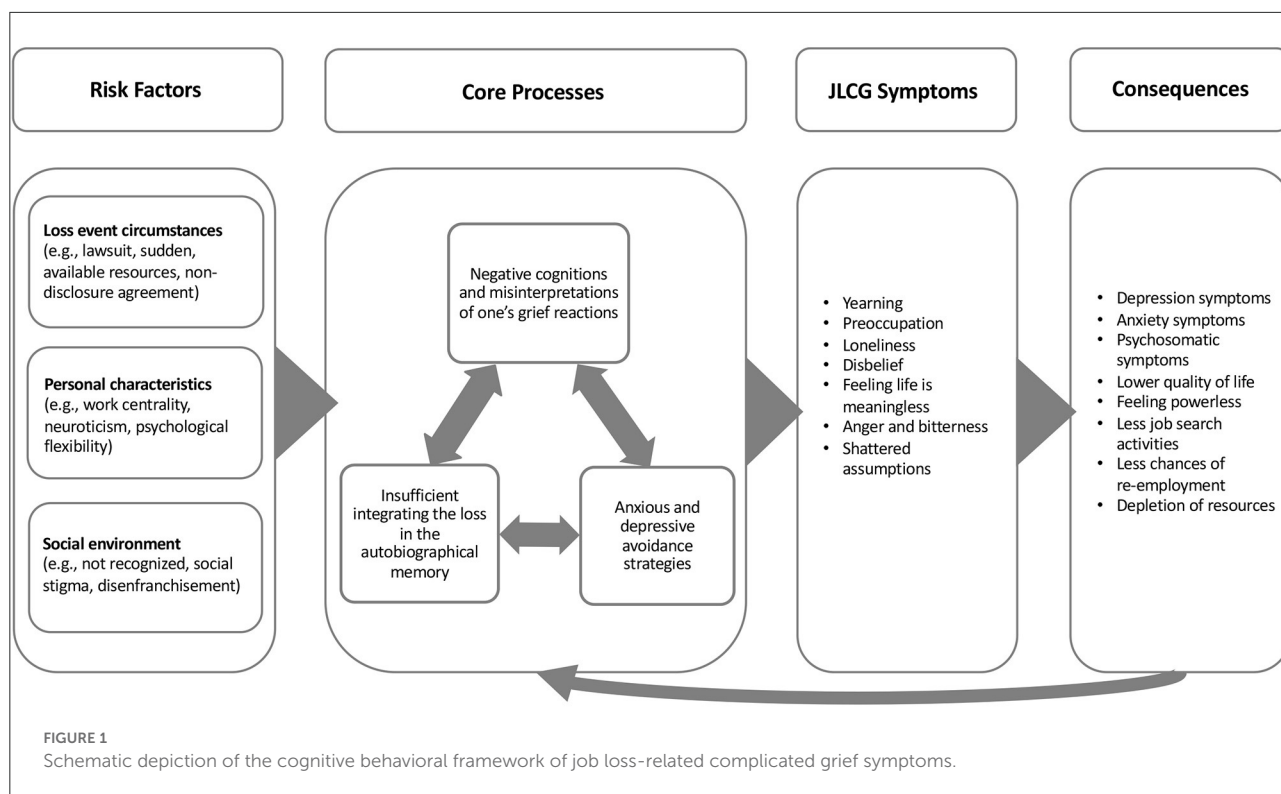 Risk Factors
Core Processes
JLCG Symptoms
Consequences
Loss event circumstances
(e.g., lawsuit, sudden,
available resources, non-
disclosure agreement)
Personal characteristics
(e.g., work centrality,
neuroticism, psychological
flexibility)
Social environment
(e.g., not recognized, social
stigma, disenfranchisement)
Negative cognitions
and misinterpretations
of one's grief reactions
Insufficient
integrating the loss
in the
autobiographical
memory
Anxious and
depressive
avoidance
strategies
• Yearning
• Preoccupation
• Loneliness
• Disbelief
• Feeling life is
meaningless
• Anger and bitterness
• Shattered
assumptions
• Depression symptoms
• Anxiety symptoms
• Psychosomatic
symptoms
• Lower quality of life
• Feeling powerless
• Less job search
activities
• Less chances of
re-employment
• Depletion of resources
FIGURE 1
Schematic depiction of the cognitive behavioral framework of job loss-related complicated grief symptoms.